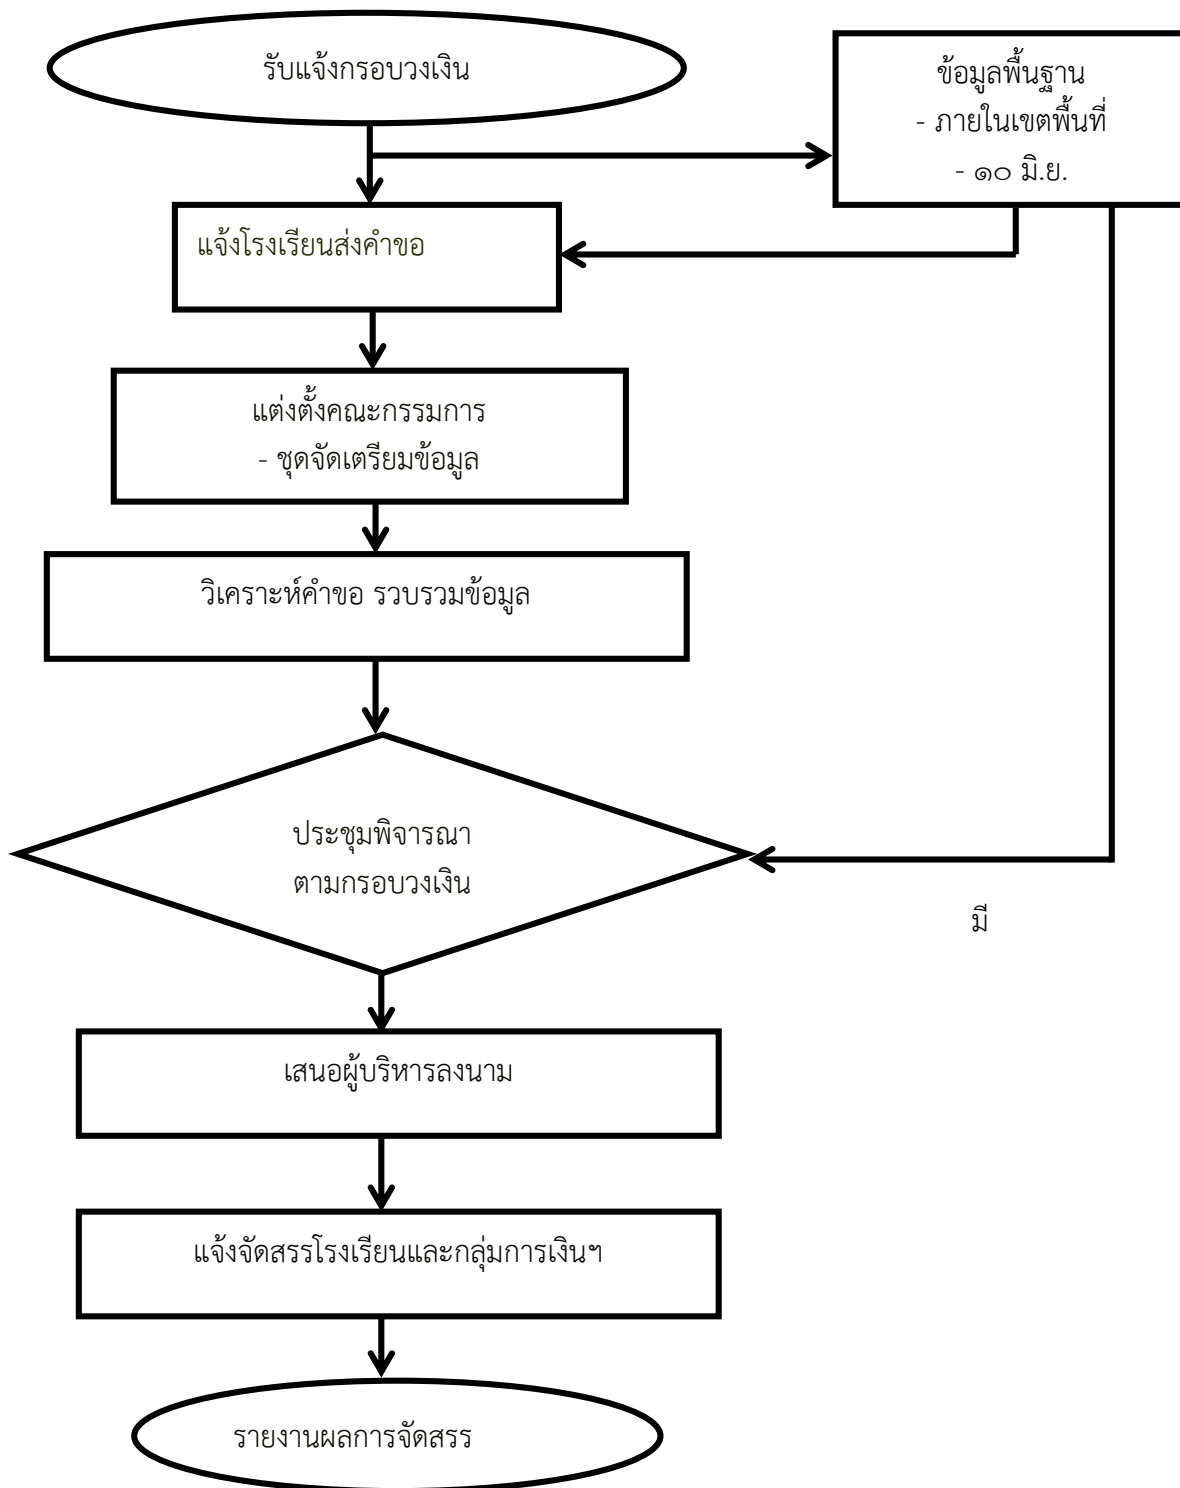 รับแจ้งกรอบวงเงิน
ข้อมูลพื้นฐาน
- ภายในเขตพื้นที่
- ๑๐ มิ.ย.
แจ้งโรงเรียนส่งคำขอ
แต่งตั้งคณะกรรมการ
- ชุดจัดเตรียมข้อมูล
วิเคราะห์คำขอ รวบรวมข้อมูล
ประชุมพิจารณา
ตามกรอบวงเงิน
มี
เสนอผู้บริหารลงนาม
แจ้งจัดสรรโรงเรียนและกลุ่มการเงินฯ
รายงานผลการจัดสรร